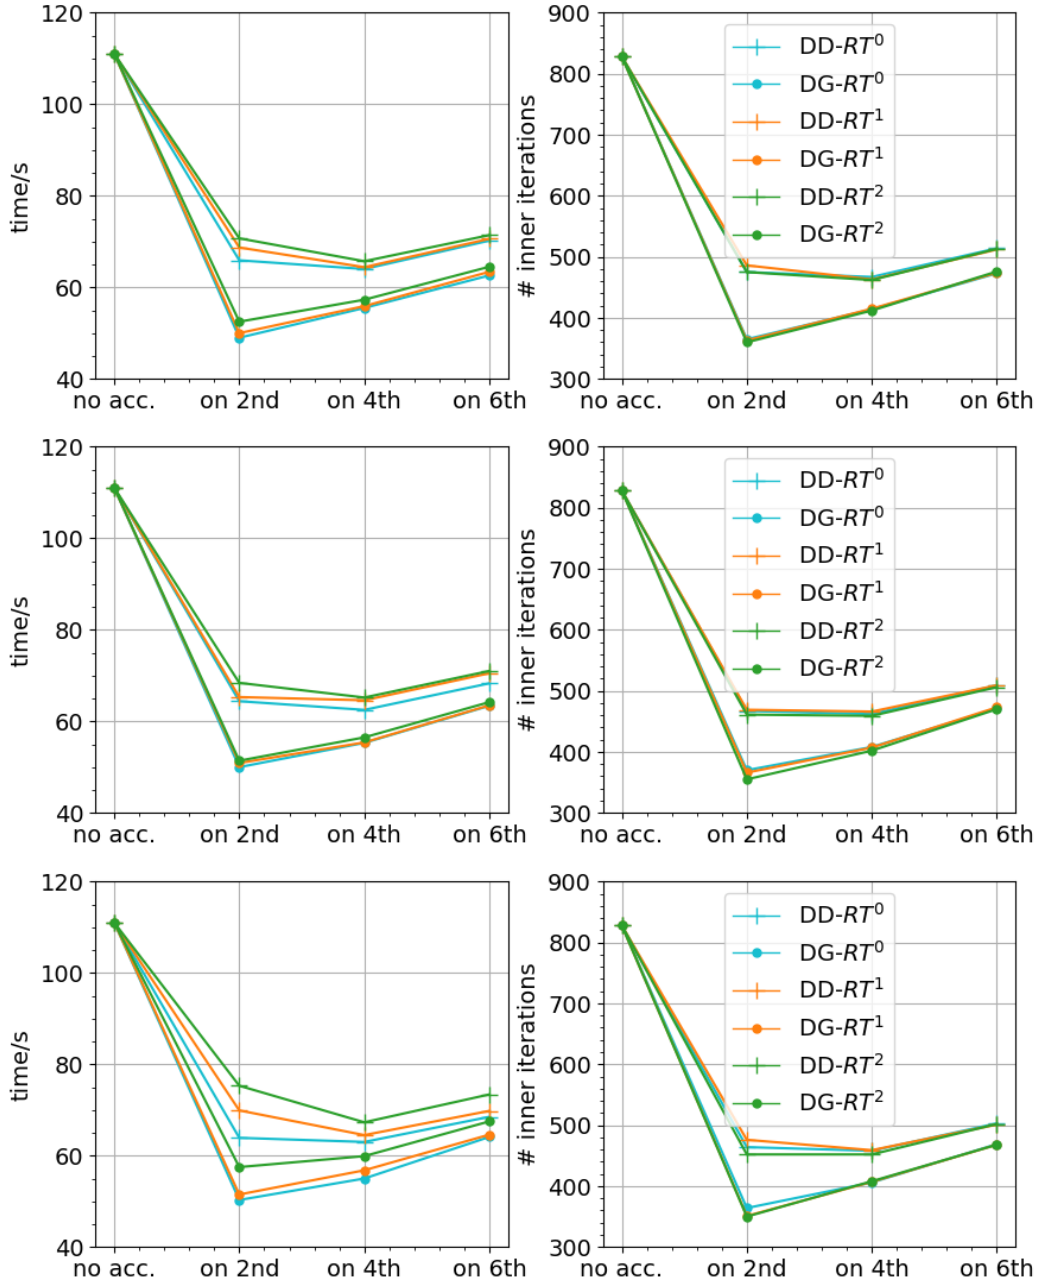 120
100
80
60
40
time/s
no acc.
on 2nd
on 4th
on 6th
900
800
700
600
500
400
300
# inner iterations
no acc.
on 2nd
on 4th
on 6th
DD-RT⁰
DG-RT⁰
DD-RT¹
DG-RT¹
DD-RT²
DG-RT²
120
100
80
60
40
time/s
no acc.
on 2nd
on 4th
on 6th
900
800
700
600
500
400
300
# inner iterations
no acc.
on 2nd
on 4th
on 6th
DD-RT⁰
DG-RT⁰
DD-RT¹
DG-RT¹
DD-RT²
DG-RT²
120
100
80
60
40
time/s
no acc.
on 2nd
on 4th
on 6th
900
800
700
600
500
400
300
# inner iterations
no acc.
on 2nd
on 4th
on 6th
DD-RT⁰
DG-RT⁰
DD-RT¹
DG-RT¹
DD-RT²
DG-RT²